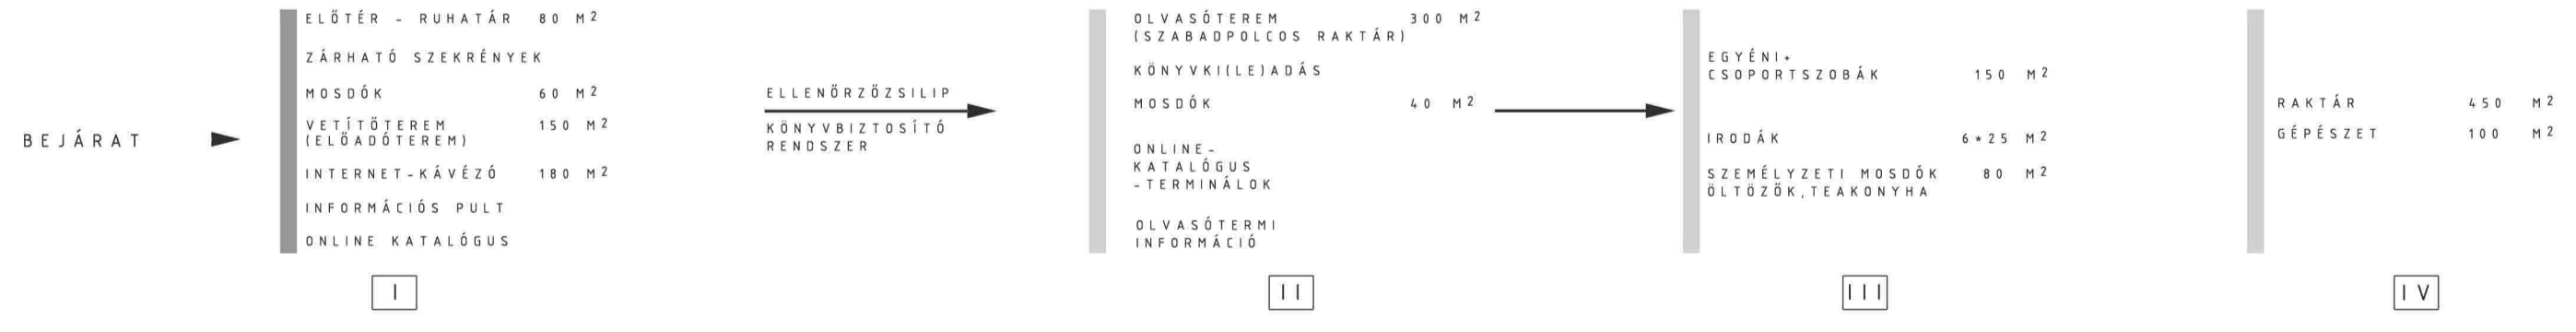 BEJÁRAT
ELŐTÉR - RUHATÁR 80 M²
ZÁRHATÓ SZEKRÉNYEK
MOSDÓK 60 M²
VETÍTŐTEREM 150 M²
(ELŐADÓTEREM)
INTERNET-KÁVÉZÓ 180 M²
INFORMÁCIÓS PULT
ONLINE KATALÓGUS
I
ELLENŐRZŐZSILIP
KÖNYVBIZTOSÍTÓ
RENDSZER
OLVASÓTEREM 300 M²
(SZABADPOLCOS RAKTÁR)
KÖNYVKI(LE)ADÁS
MOSDÓK 40 M²
ONLINE-
KATALÓGUS
-TERMINÁLOK
OLVASÓTERMI
INFORMÁCIÓ
II
EGYÉNI+
CSOPORTSZOBÁK 150 M²
IRODÁK 6*25 M²
SZEMÉLYZETI MOSDÓK 80 M²
ÖLTÖZŐK,TEAKONYHA
III
RAKTÁR 450 M²
GÉPÉSZET 100 M²
IV